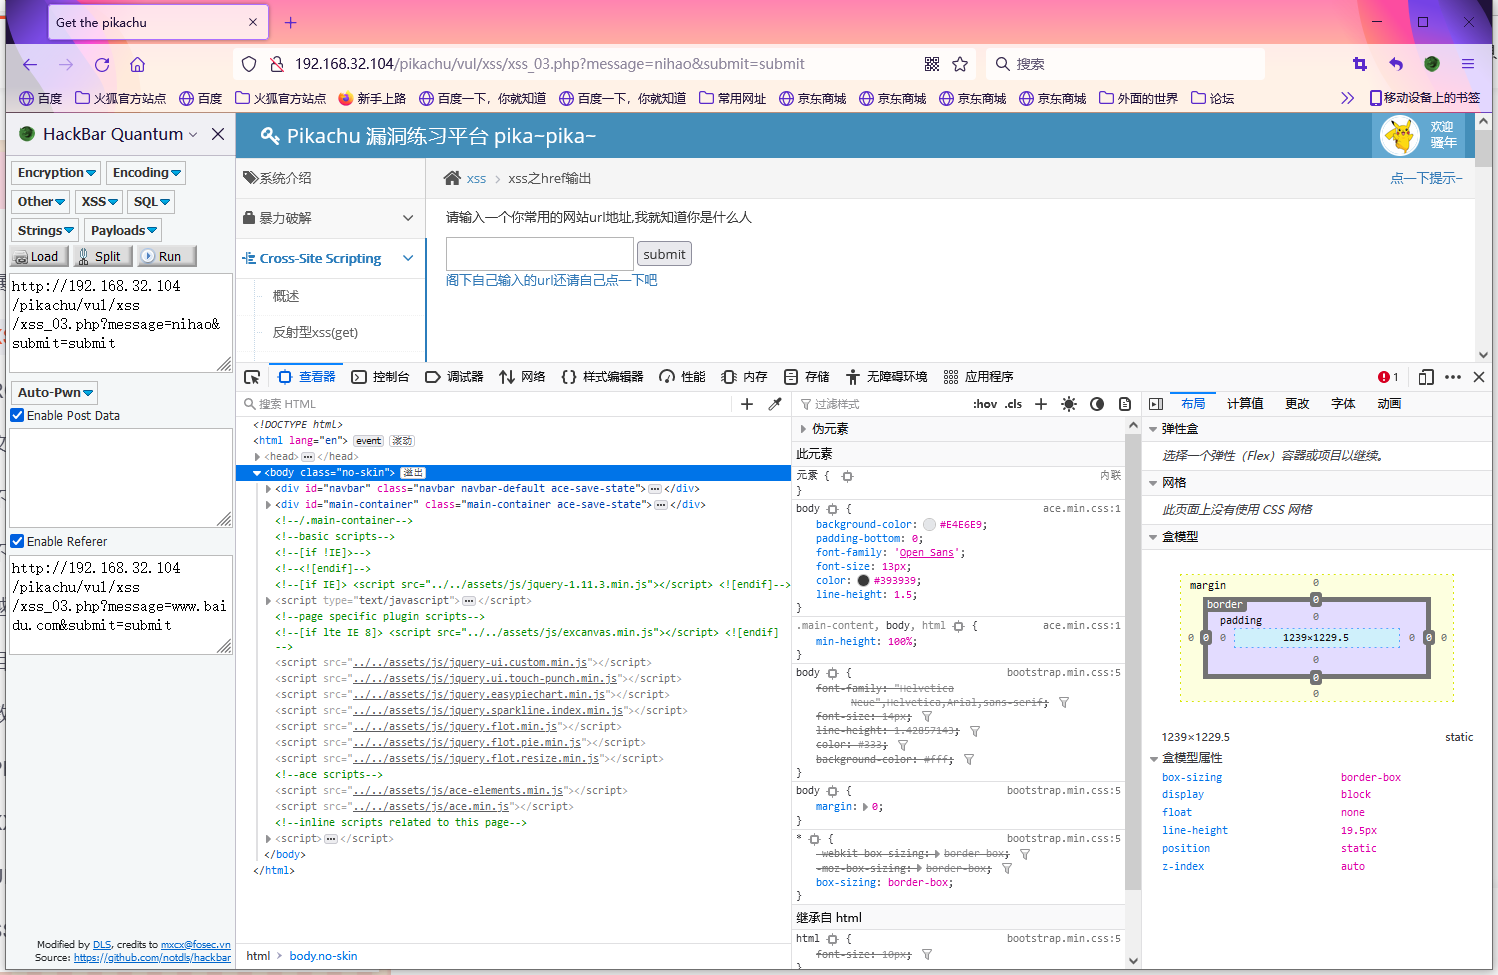 Get the pikachu
192.168.32.104/pikachu/vul/xss/xss_03.php?message=nihao&submit=submit
搜索
百度
火狐官方站点
百度
火狐官方站点
新手上路
百度一下，你就知道
百度一下，你就知道
常用网址
京东商城
京东商城
京东商城
京东商城
外面的世界
论坛
移动设备上的书签
HackBar Quantum
Encryption
Encoding
Other
XSS
SQL
Strings
Payloads
Load
Split
Run
http://192.168.32.104
/pikachu/vul/xss
/xss_03.php?message=nihao&
submit=submit
Auto-Pwn
Enable Post Data
Enable Referer
http://192.168.32.104
/pikachu/vul/xss
/xss_03.php?message=www.bai
du.com&submit=submit
Modified by DLS, credits to mxcx@fosec.vn
Source: https://github.com/notdls/hackbar
Pikachu 漏洞练习平台 pika~pika~
欢迎
骚年
系统介绍
暴力破解
Cross-Site Scripting
概述
反射型xss(get)
xss
xss之href输出
点一下提示~
请输入一个你常用的网站url地址,我就知道你是什么人
submit
阁下自己输入的url还请自己点一下吧
查看器
控制台
调试器
网络
样式编辑器
性能
内存
存储
无障碍环境
应用程序
1
搜索 HTML
<!DOCTYPE html>
<html lang="en"> event 滚动
<head> ··· </head>
<body class="no-skin"> 溢出
<div id="navbar" class="navbar navbar-default ace-save-state"> ··· </div>
<div id="main-container" class="main-container ace-save-state"> ··· </div>
<!--/.main-container-->
<!--basic scripts-->
<!--[if !IE]>-->
<!--<![endif]-->
<!--[if IE]> <script src="../../assets/js/jquery-1.11.3.min.js"></script> <![endif]-->
<script type="text/javascript"> ··· </script>
<!--page specific plugin scripts-->
<!--[if lte IE 8]> <script src="../../assets/js/excanvas.min.js"></script> <![endif]
-->
<script src="../../assets/js/jquery-ui.custom.min.js"></script>
<script src="../../assets/js/jquery.ui.touch-punch.min.js"></script>
<script src="../../assets/js/jquery.easypiechart.min.js"></script>
<script src="../../assets/js/jquery.sparkline.index.min.js"></script>
<script src="../../assets/js/jquery.flot.min.js"></script>
<script src="../../assets/js/jquery.flot.pie.min.js"></script>
<script src="../../assets/js/jquery.flot.resize.min.js"></script>
<!--ace scripts-->
<script src="../../assets/js/ace-elements.min.js"></script>
<script src="../../assets/js/ace.min.js"></script>
<!--inline scripts related to this page-->
<script> ··· </script>
</body>
</html>
html > body.no-skin
过滤样式
:hov .cls
伪元素
此元素
元素 { 内联
}
body { ace.min.css:1
background-color: #E4E6E9;
padding-bottom: 0;
font-family: 'Open Sans';
font-size: 13px;
color: #393939;
line-height: 1.5;
}
.main-content, body, html { ace.min.css:1
min-height: 100%;
}
body { bootstrap.min.css:5
font-family: "Helvetica
Neue",Helvetica,Arial,sans-serif;
font-size: 14px;
line-height: 1.42857143;
color: #333;
background-color: #fff;
}
body { bootstrap.min.css:5
margin: 0;
}
* { bootstrap.min.css:5
-webkit-box-sizing: border-box;
-moz-box-sizing: border-box;
box-sizing: border-box;
}
继承自 html
html { bootstrap.min.css:5
font-size: 10px;
}
布局
计算值
更改
字体
动画
弹性盒
选择一个弹性（Flex）容器或项目以继续。
网格
此页面上没有使用 CSS 网格
盒模型
margin
0
border
0
padding
0
0
0
0
1239×1229.5
0
0
0
0
0
0
1239×1229.5
static
盒模型属性
box-sizing border-box
display block
float none
line-height 19.5px
position static
z-index auto